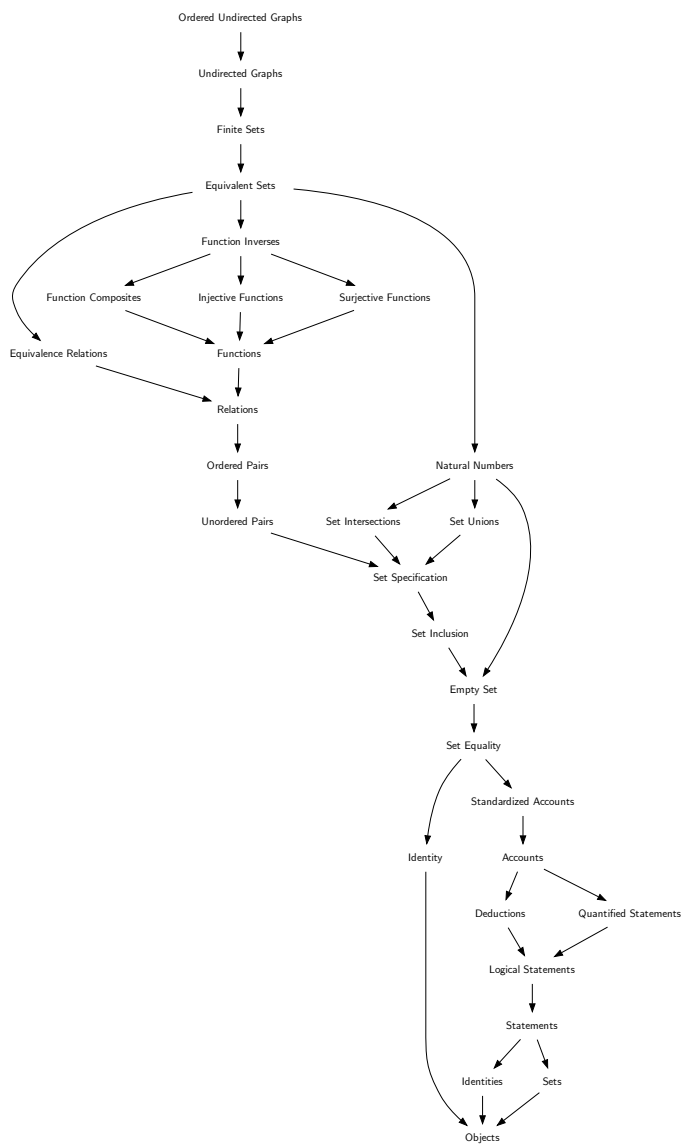 Ordered Undirected Graphs
Undirected Graphs
Finite Sets
Equivalent Sets
Function Inverses
Function Composites
Injective Functions
Surjective Functions
Equivalence Relations
Functions
Relations
Ordered Pairs
Natural Numbers
Unordered Pairs
Set Intersections
Set Unions
Set Specification
Set Inclusion
Empty Set
Set Equality
Standardized Accounts
Identity
Accounts
Deductions
Quantified Statements
Logical Statements
Statements
Identities
Sets
Objects